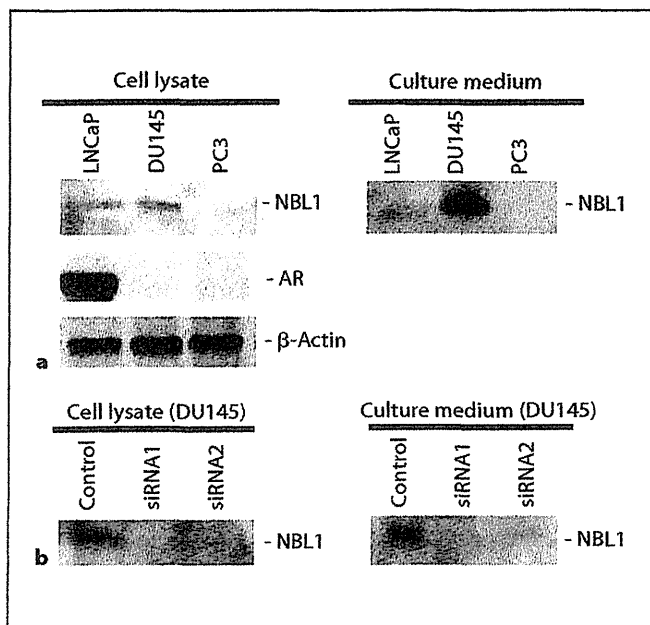 Cell lysate
Culture medium
LNCaP DU145 PC3
LNCaP DU145 PC3
- NBL1
- NBL1
- AR
- β-Actin
a
Cell lysate (DU145)
Culture medium (DU145)
Control siRNA1 siRNA2
Control siRNA1 siRNA2
- NBL1
- NBL1
b